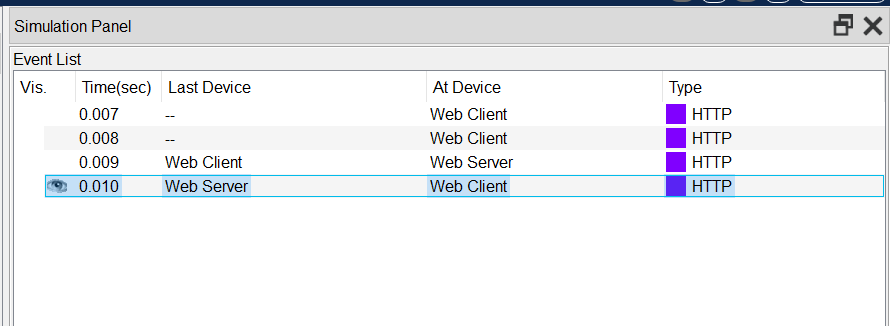 Simulation Panel
Event List
Vis. Time(sec) Last Device At Device Type
0.007 -- Web Client HTTP
0.008 -- Web Client HTTP
0.009 Web Client Web Server HTTP
0.010 Web Server Web Client HTTP